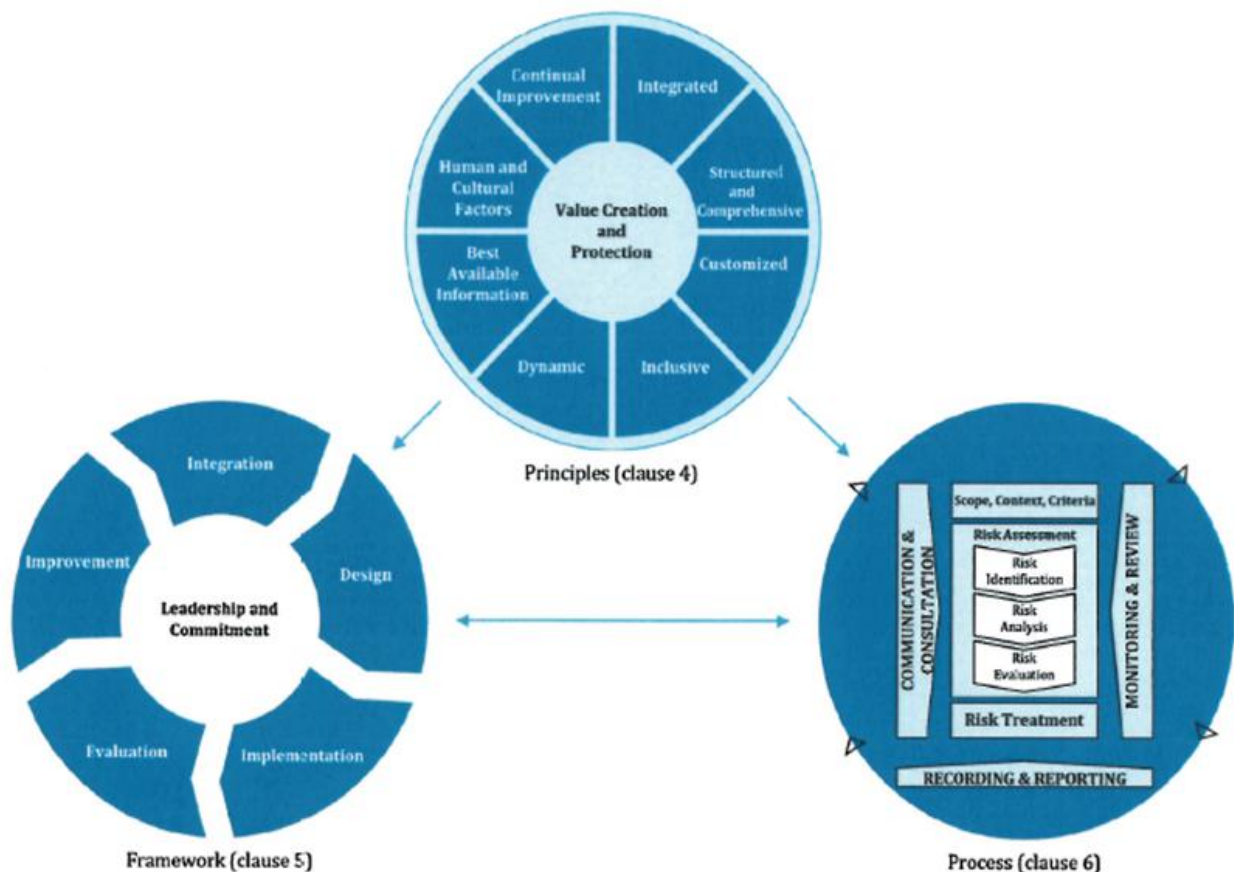 Continual
Improvement
Integrated
Human and
Cultural
Factors
Structured
and
Comprehensive
Value Creation
and
Protection
Best
Available
Information
Customized
Dynamic
Inclusive
Principles (clause 4)
Integration
Improvement
Design
Leadership and
Commitment
Evaluation
Implementation
Framework (clause 5)
Scope, Context, Criteria
Risk Assessment
Risk
Identification
Risk
Analysis
Risk
Evaluation
Risk Treatment
COMMUNICATION &
CONSULTATION
MONITORING & REVIEW
RECORDING & REPORTING
Process (clause 6)